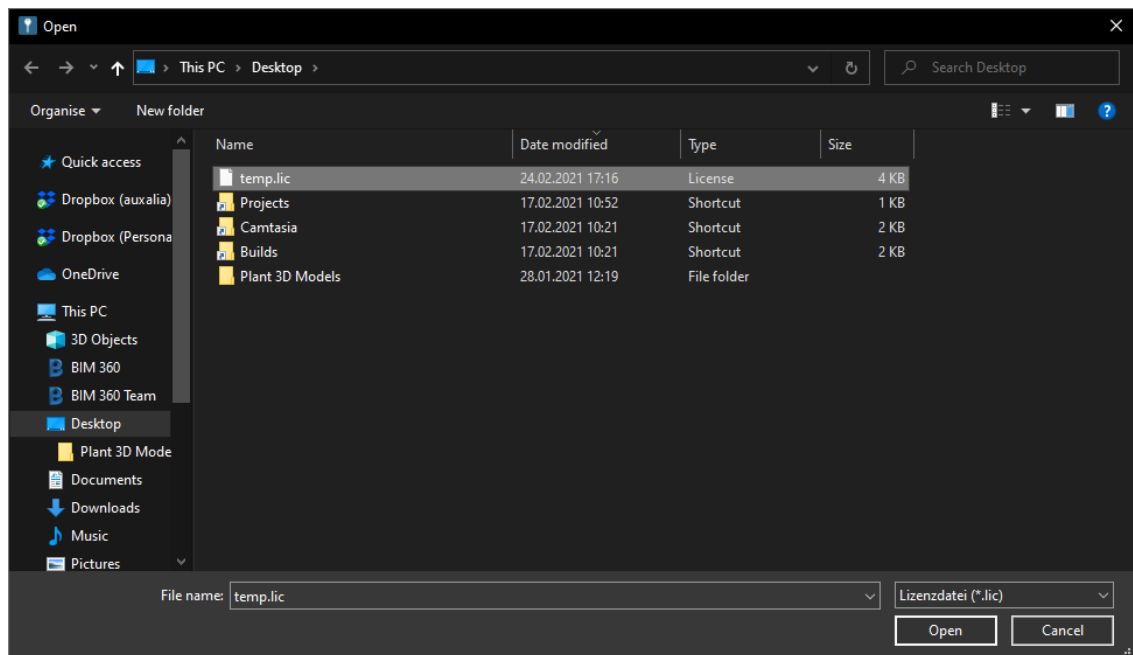 Open
This PC > Desktop >
Search Desktop
Organise
New folder
Name Date modified Type Size
temp.lic 24.02.2021 17:16 License 4 KB
Projects 17.02.2021 10:52 Shortcut 1 KB
Camtasia 17.02.2021 10:21 Shortcut 2 KB
Builds 17.02.2021 10:21 Shortcut 2 KB
Plant 3D Models 28.01.2021 12:19 File folder
Quick access
Dropbox (auxalia)
Dropbox (Persona
OneDrive
This PC
3D Objects
BIM 360
BIM 360 Team
Desktop
Plant 3D Mode
Documents
Downloads
Music
Pictures
File name: temp.lic
Lizenzdatei (*.lic)
Open
Cancel